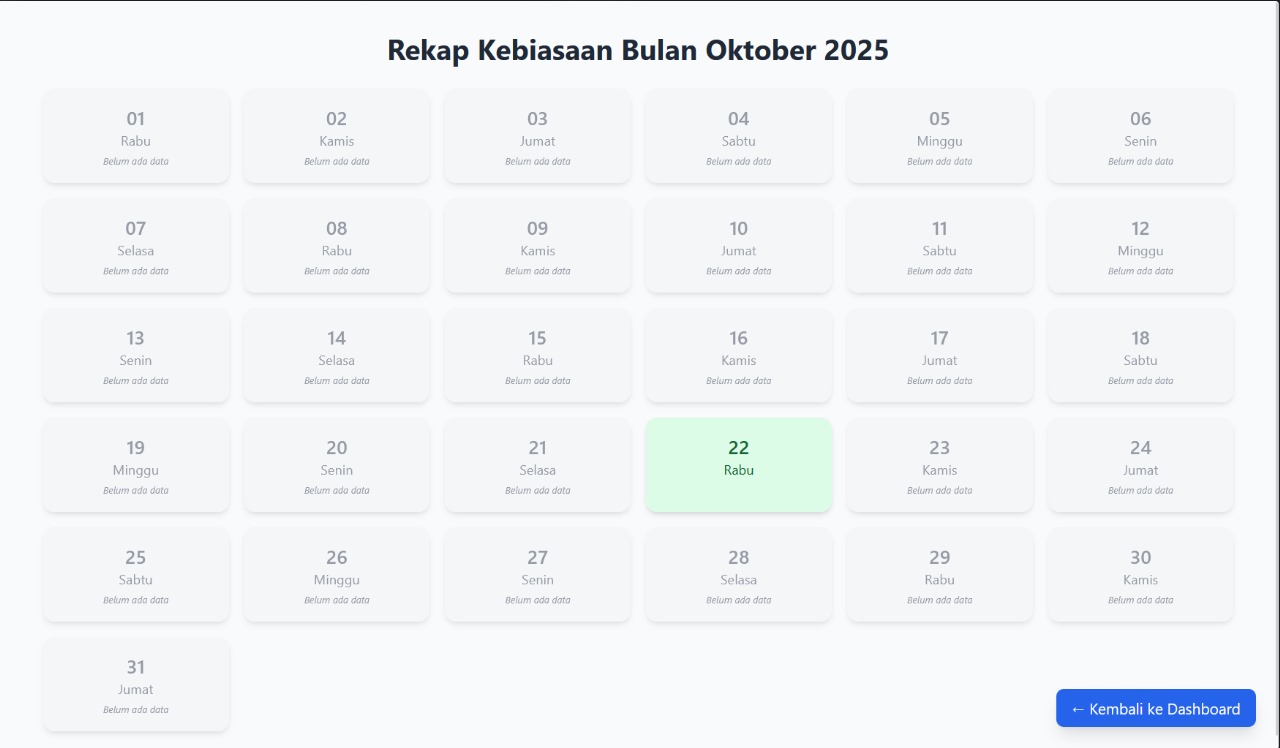 Rekap Kebiasaan Bulan Oktober 2025
01
Rabu
Belum ada data
02
Kamis
Belum ada data
03
Jumat
Belum ada data
04
Sabtu
Belum ada data
05
Minggu
Belum ada data
06
Senin
Belum ada data
07
Selasa
Belum ada data
08
Rabu
Belum ada data
09
Kamis
Belum ada data
10
Jumat
Belum ada data
11
Sabtu
Belum ada data
12
Minggu
Belum ada data
13
Senin
Belum ada data
14
Selasa
Belum ada data
15
Rabu
Belum ada data
16
Kamis
Belum ada data
17
Jumat
Belum ada data
18
Sabtu
Belum ada data
19
Minggu
Belum ada data
20
Senin
Belum ada data
21
Selasa
Belum ada data
22
Rabu
23
Kamis
Belum ada data
24
Jumat
Belum ada data
25
Sabtu
Belum ada data
26
Minggu
Belum ada data
27
Senin
Belum ada data
28
Selasa
Belum ada data
29
Rabu
Belum ada data
30
Kamis
Belum ada data
31
Jumat
Belum ada data
← Kembali ke Dashboard